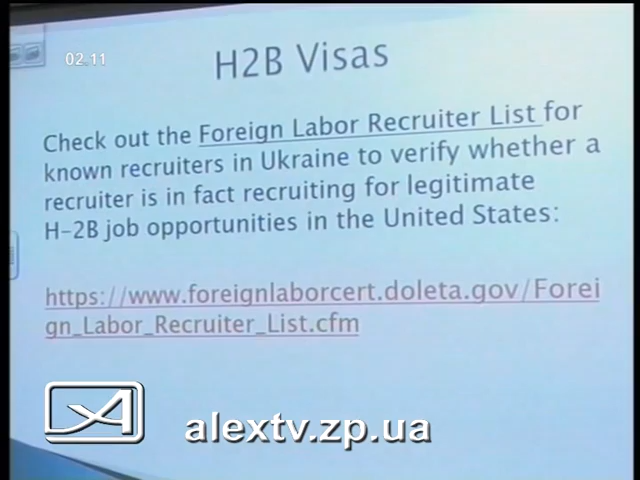 02.11
H2B Visas
Check out the Foreign Labor Recruiter List for
known recruiters in Ukraine to verify whether a
recruiter is in fact recruiting for legitimate
H-2B job opportunities in the United States:
https://www.foreignlaborcert.doleta.gov/Forei
gn_Labor_Recruiter_List.cfm
alextv.zp.ua